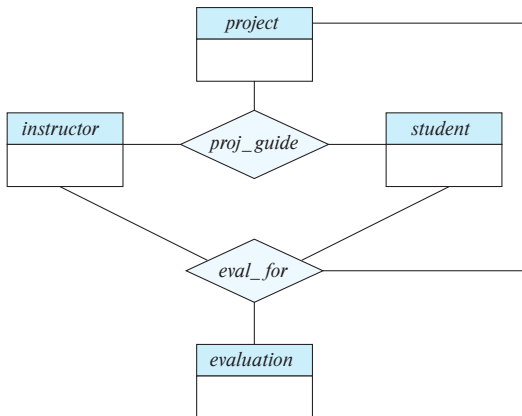 project
instructor
proj_guide
student
eval_for
evaluation